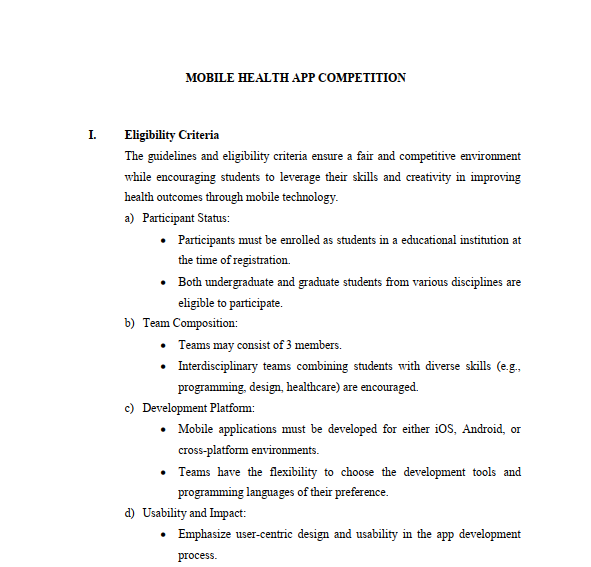 MOBILE HEALTH APP COMPETITION
I. Eligibility Criteria
The guidelines and eligibility criteria ensure a fair and competitive environment
while encouraging students to leverage their skills and creativity in improving
health outcomes through mobile technology.
a) Participant Status:
• Participants must be enrolled as students in a educational institution at
the time of registration.
• Both undergraduate and graduate students from various disciplines are
eligible to participate.
b) Team Composition:
• Teams may consist of 3 members.
• Interdisciplinary teams combining students with diverse skills (e.g.,
programming, design, healthcare) are encouraged.
c) Development Platform:
• Mobile applications must be developed for either iOS, Android, or
cross-platform environments.
• Teams have the flexibility to choose the development tools and
programming languages of their preference.
d) Usability and Impact:
• Emphasize user-centric design and usability in the app development
process.